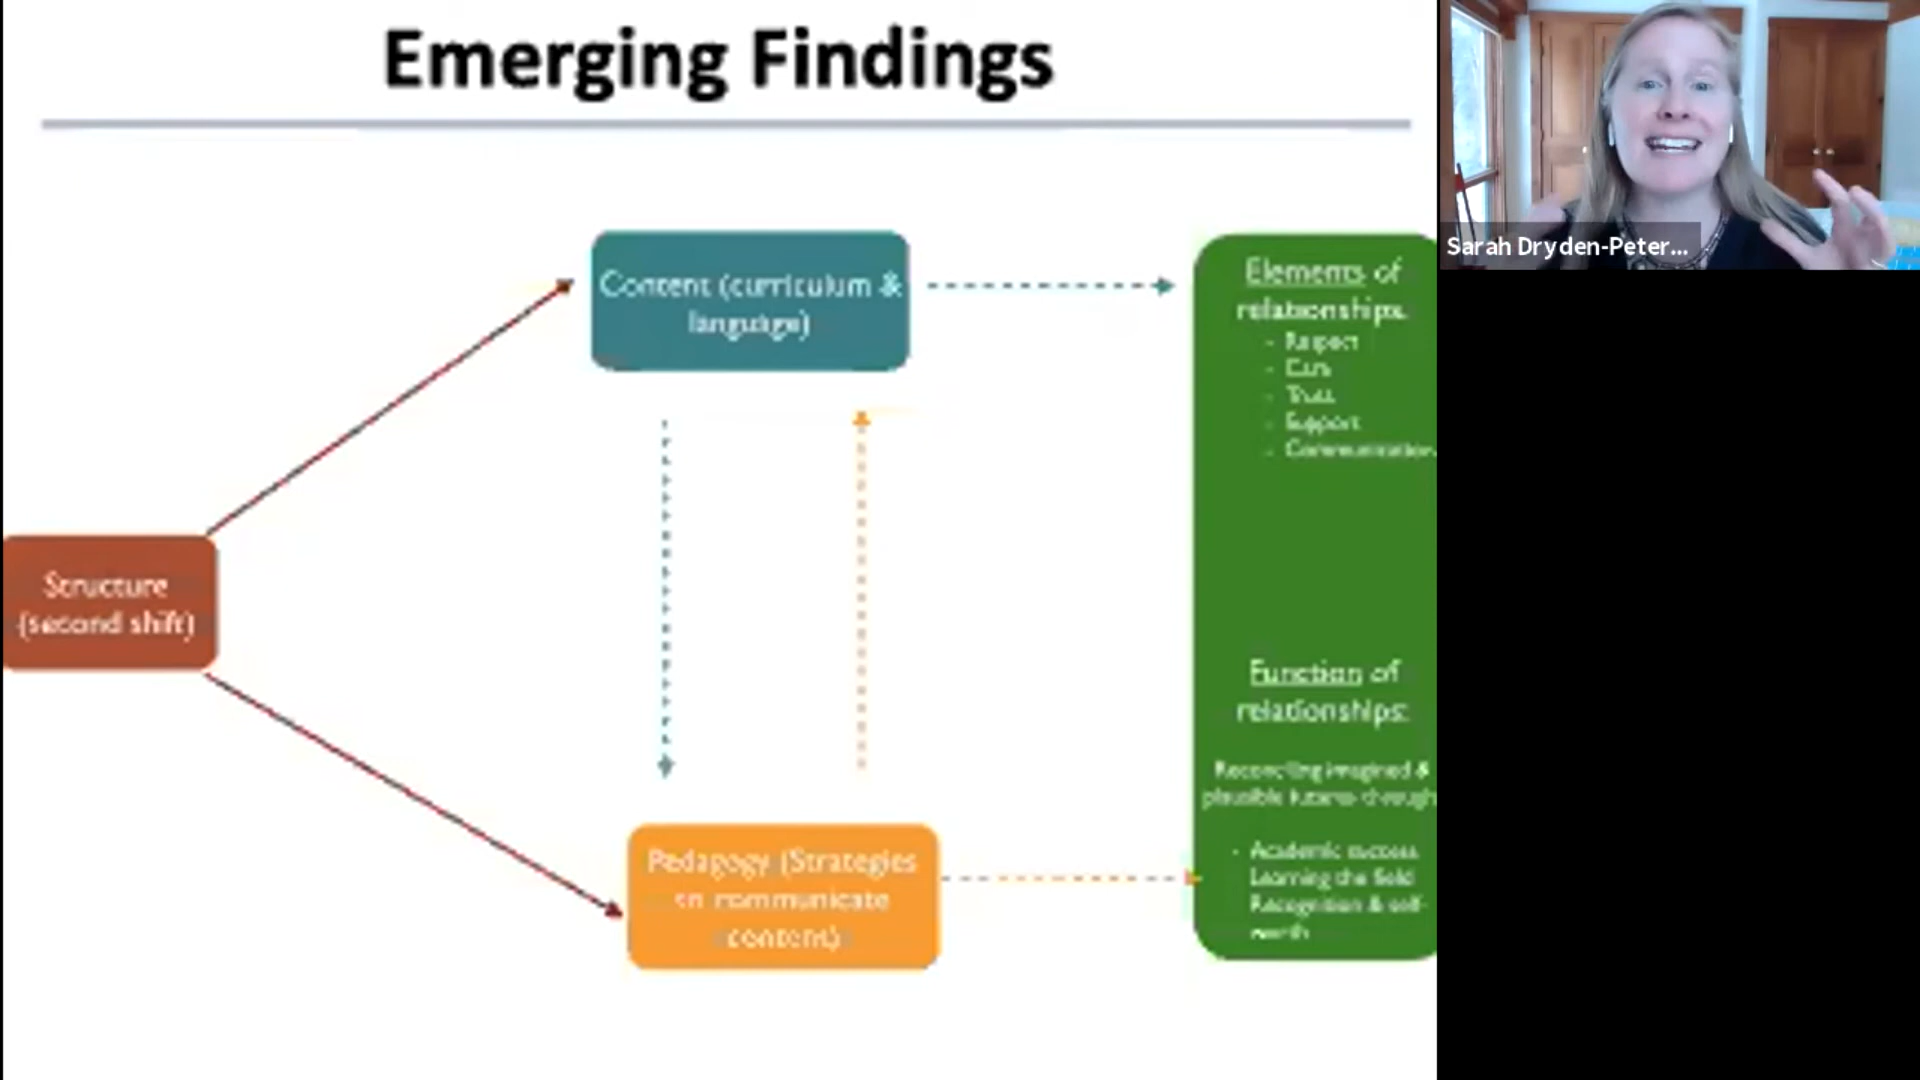 Emerging Findings
Content (curriculum &
language)
Structure
(second shift)
Pedagogy (Strategies
to communicate
content)
Elements of
relationships:
- Respect
- Care
- Trust
- Support
- Communication
Function of
relationships:
Reconciling imagined &
plausible futures through
- Academic success
Learning the field
Recognition & self-
worth
Sarah Dryden-Peter...